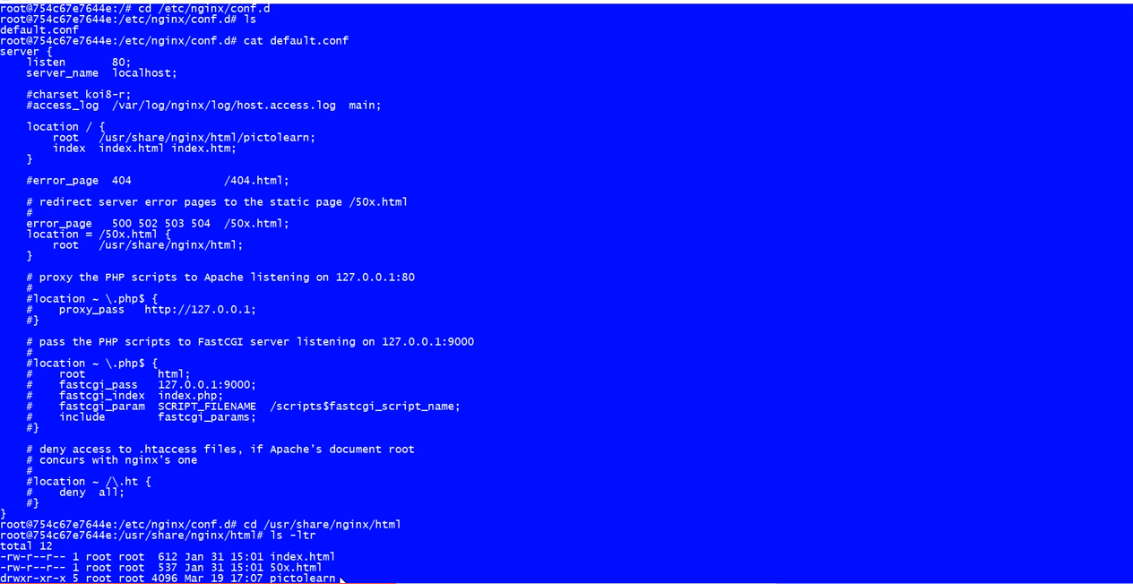 root@754c67e7644e:/# cd /etc/nginx/conf.d
root@754c67e7644e:/etc/nginx/conf.d# ls
default.conf
root@754c67e7644e:/etc/nginx/conf.d# cat default.conf
server {
    listen       80;
    server_name  localhost;

    #charset koi8-r;
    #access_log  /var/log/nginx/log/host.access.log  main;

    location / {
        root   /usr/share/nginx/html/pictolearn;
        index  index.html index.htm;
    }

    #error_page  404              /404.html;

    # redirect server error pages to the static page /50x.html
    #
    error_page   500 502 503 504  /50x.html;
    location = /50x.html {
        root   /usr/share/nginx/html;
    }

    # proxy the PHP scripts to Apache listening on 127.0.0.1:80
    #
    #location ~ \.php$ {
    #    proxy_pass   http://127.0.0.1;
    #}

    # pass the PHP scripts to FastCGI server listening on 127.0.0.1:9000
    #
    #location ~ \.php$ {
    #    root           html;
    #    fastcgi_pass   127.0.0.1:9000;
    #    fastcgi_index  index.php;
    #    fastcgi_param  SCRIPT_FILENAME  /scripts$fastcgi_script_name;
    #    include        fastcgi_params;
    #}

    # deny access to .htaccess files, if Apache's document root
    # concurs with nginx's one
    #
    #location ~ /\.ht {
    #    deny  all;
    #}
}
root@754c67e7644e:/etc/nginx/conf.d# cd /usr/share/nginx/html
root@754c67e7644e:/usr/share/nginx/html# ls -ltr
total 12
-rw-r--r-- 1 root root  612 Jan 31 15:01 index.html
-rw-r--r-- 1 root root  537 Jan 31 15:01 50x.html
drwxr-xr-x 5 root root 4096 Mar 19 17:07 pictolearn